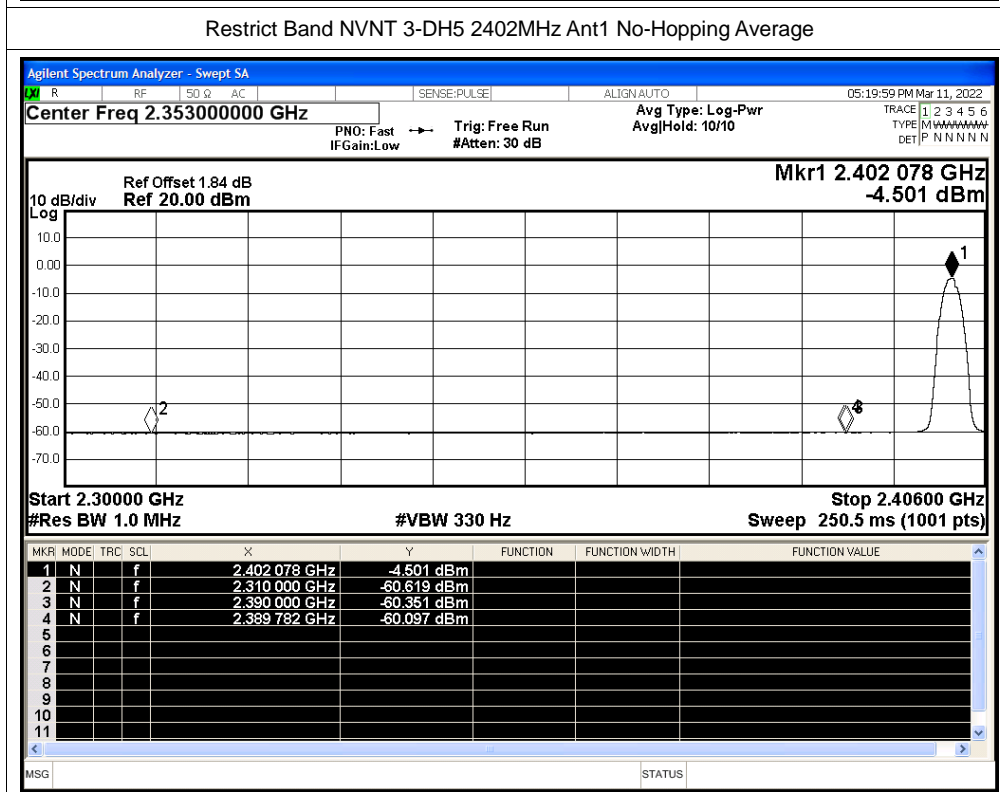 Restrict Band NVNT 3-DH5 2402MHz Ant1 No-Hopping Average
Agilent Spectrum Analyzer - Swept SA
LXI R RF 50 Ω AC SENSE:PULSE ALIGN AUTO 05:19:59 PM Mar 11, 2022
Center Freq 2.353000000 GHz
PNO: Fast
IFGain:Low
Trig: Free Run
#Atten: 30 dB
Avg Type: Log-Pwr
Avg|Hold: 10/10
TRACE 1 2 3 4 5 6
TYPE M WWWWW
DET P N N N N N
Mkr1 2.402 078 GHz
-4.501 dBm
Ref Offset 1.84 dB
10 dB/div Ref 20.00 dBm
Log
10.0
0.00
-10.0
-20.0
-30.0
-40.0
-50.0
-60.0
-70.0
1
2
Start 2.30000 GHz Stop 2.40600 GHz
#Res BW 1.0 MHz #VBW 330 Hz Sweep 250.5 ms (1001 pts)
MKR MODE TRC SCL X Y FUNCTION FUNCTION WIDTH FUNCTION VALUE
1 N f 2.402 078 GHz -4.501 dBm
2 N f 2.310 000 GHz -60.619 dBm
3 N f 2.390 000 GHz -60.351 dBm
4 N f 2.389 782 GHz -60.097 dBm
5
6
7
8
9
10
11
MSG STATUS